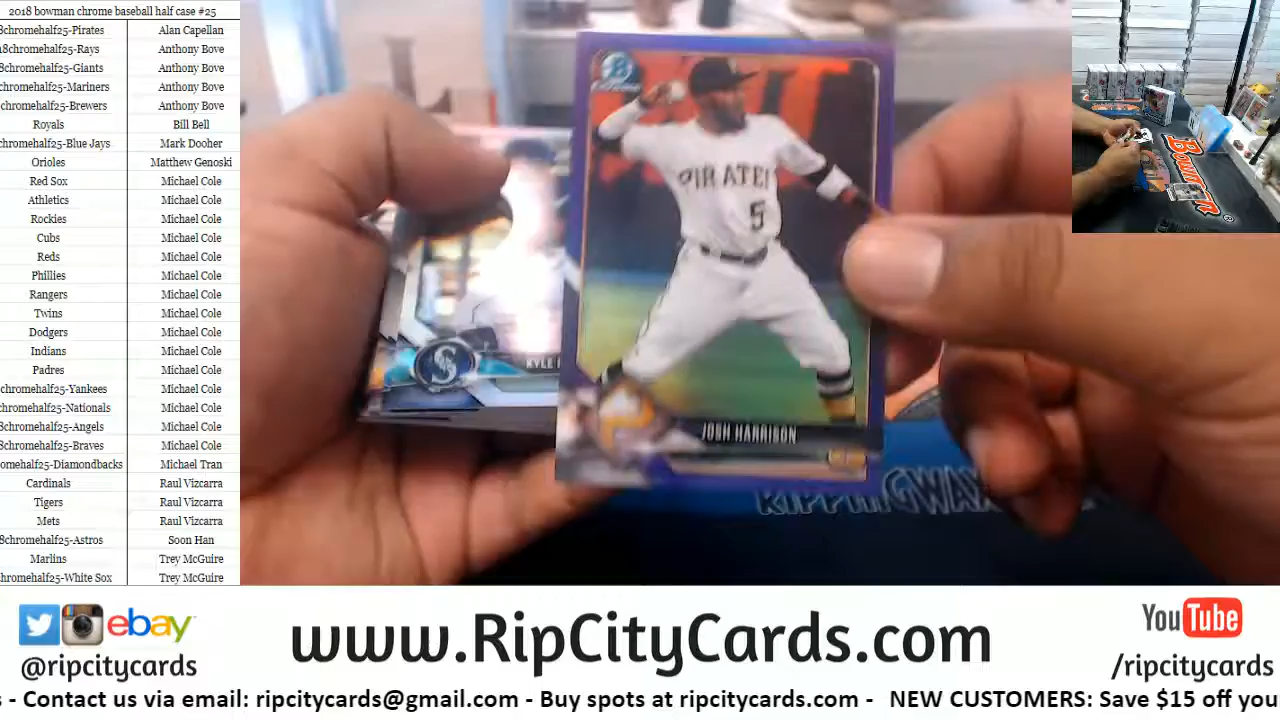 2018 bowman chrome baseball half case #25
8chromehalf25-Pirates Alan Capellan
18chromehalf25-Rays Anthony Bove
8chromehalf25-Giants Anthony Bove
chromehalf25-Mariners Anthony Bove
chromehalf25-Brewers Anthony Bove
Royals Bill Bell
chromehalf25-Blue Jays Mark Dooher
Orioles Matthew Genoski
Red Sox Michael Cole
Athletics Michael Cole
Rockies Michael Cole
Cubs Michael Cole
Reds Michael Cole
Phillies Michael Cole
Rangers Michael Cole
Twins Michael Cole
Dodgers Michael Cole
Indians Michael Cole
Padres Michael Cole
chromehalf25-Yankees Michael Cole
chromehalf25-Nationals Michael Cole
chromehalf25-Angels Michael Cole
8chromehalf25-Braves Michael Cole
omehalf25-Diamondbacks Michael Tran
Cardinals Raul Vizcarra
Tigers Raul Vizcarra
Mets Raul Vizcarra
8chromehalf25-Astros Soon Han
Marlins Trey McGuire
chromehalf25-White Sox Trey McGuire
PIRATES
5
JOSH HARRISON
KYLE
S
RIPPINGWAX
BOWMAN
ebay
@ripcitycards
www.RipCityCards.com
YouTube
/ripcitycards
s - Contact us via email: ripcitycards@gmail.com - Buy spots at ripcitycards.com - NEW CUSTOMERS: Save $15 off you